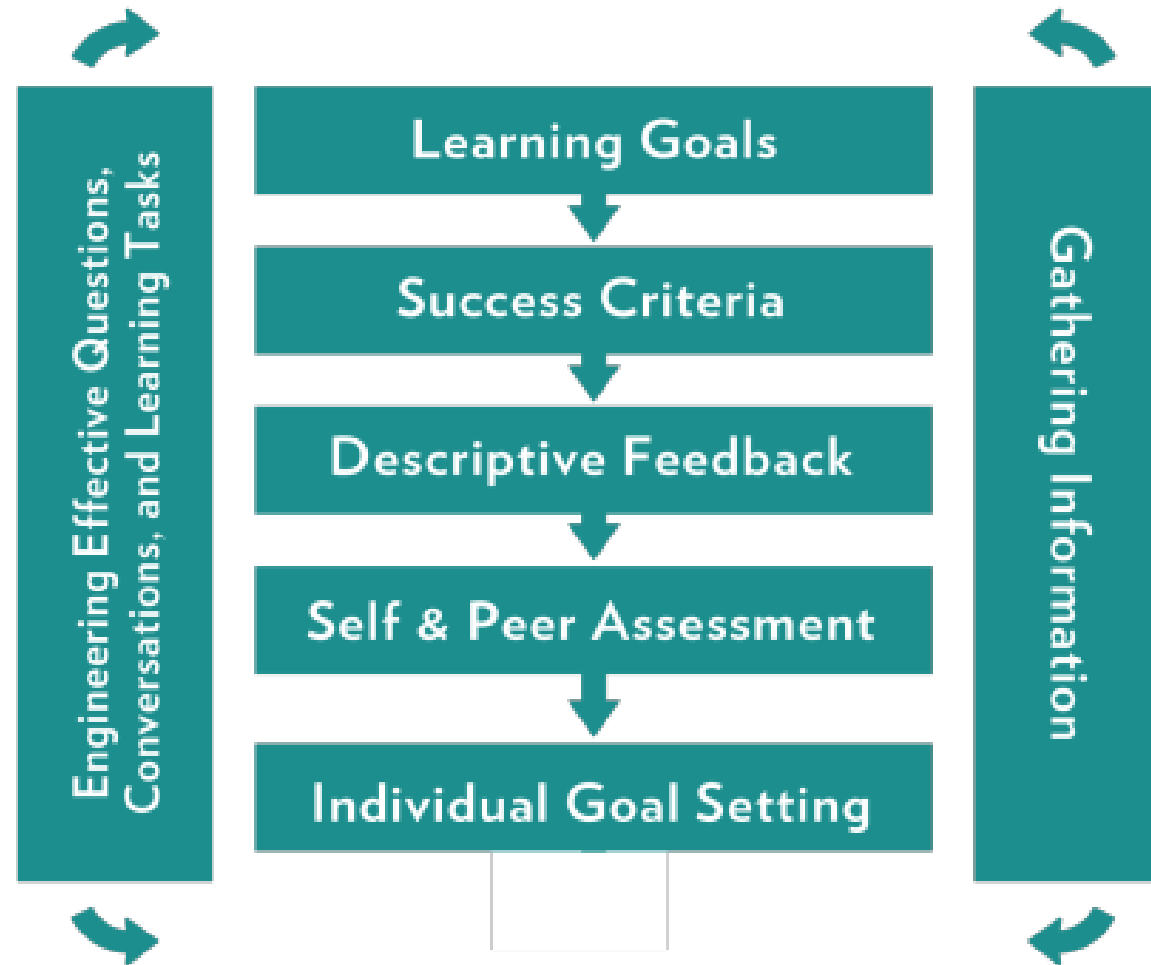 Engineering Effective Questions,
Conversations, and Learning Tasks
Learning Goals
Success Criteria
Descriptive Feedback
Self & Peer Assessment
Individual Goal Setting
Gathering Information